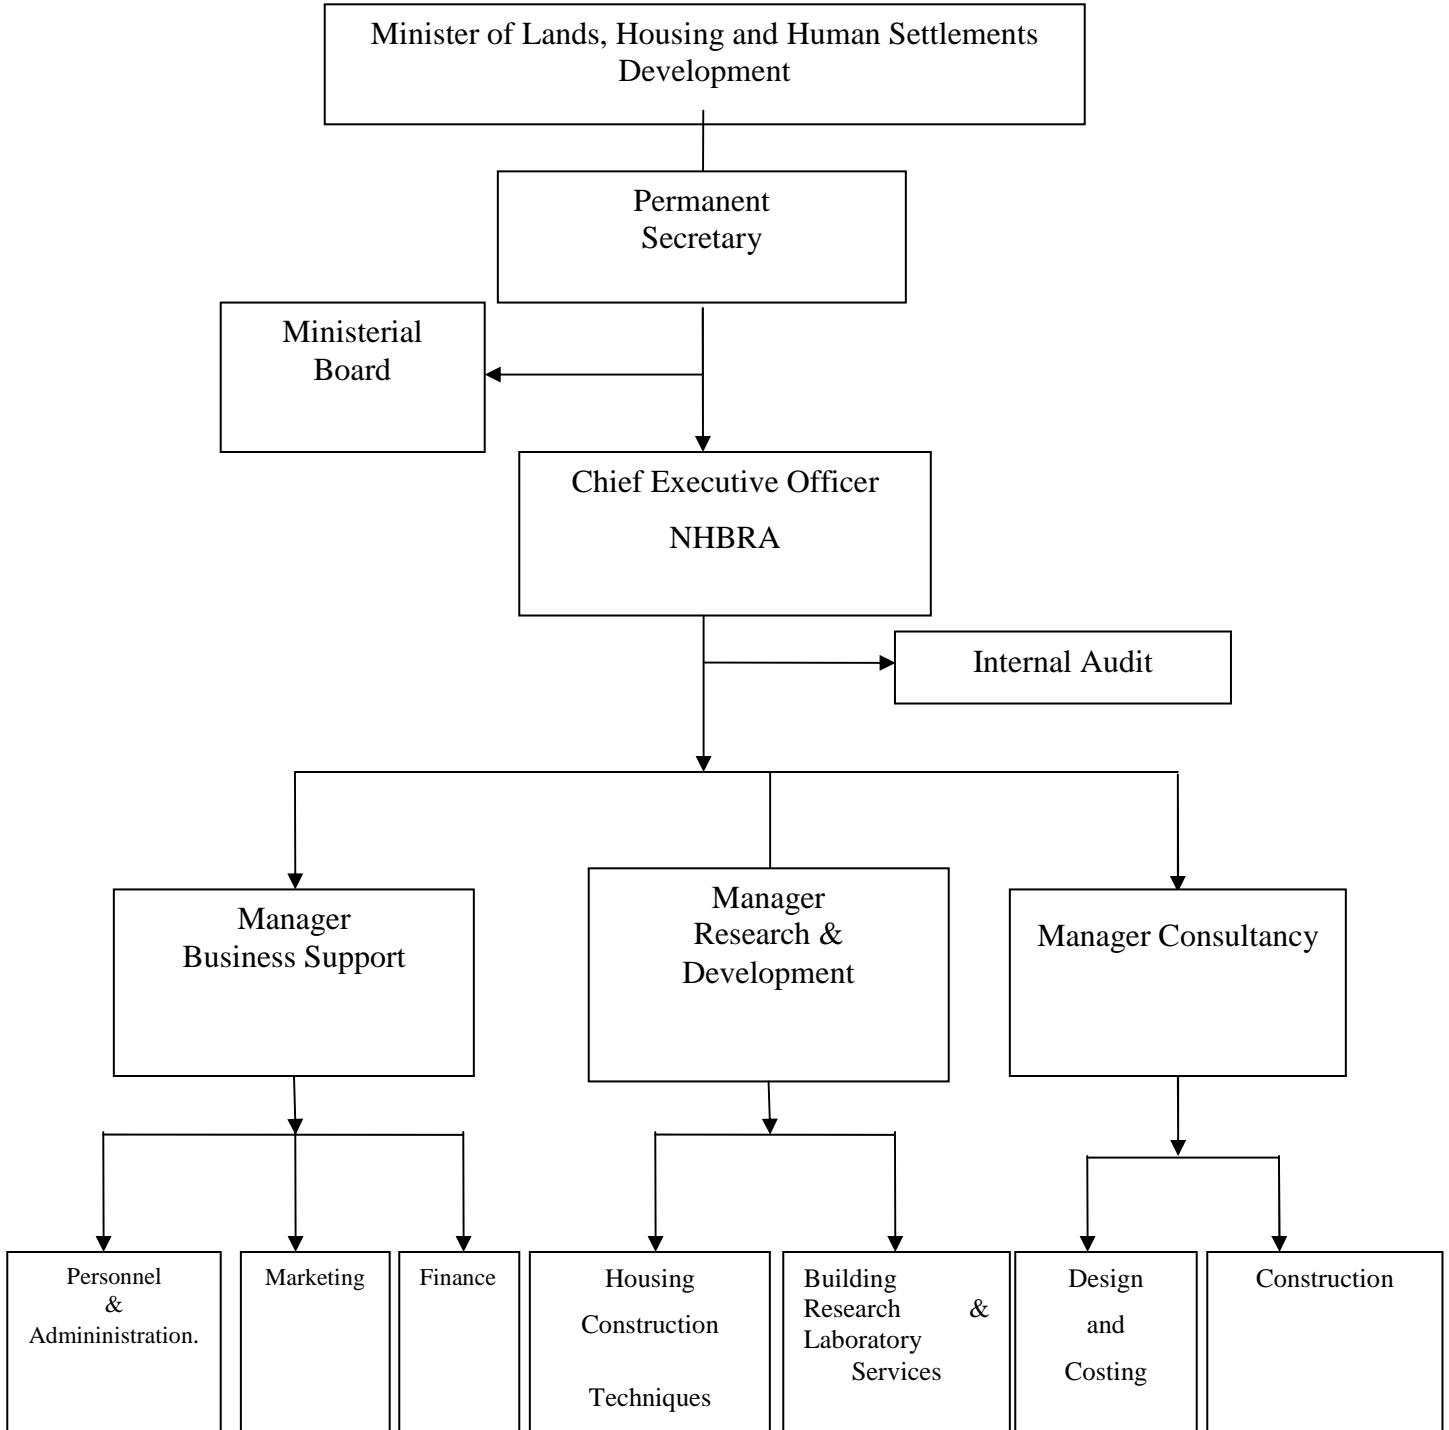 Minister of Lands, Housing and Human Settlements
Development
Permanent
Secretary
Ministerial
Board
Chief Executive Officer
NHBRA
Internal Audit
Manager
Business Support
Manager
Research &
Development
Manager Consultancy
Personnel
&
Admininistration.
Marketing
Finance
Housing
Construction
Techniques
Building
Research &
Laboratory
Services
Design
and
Costing
Construction